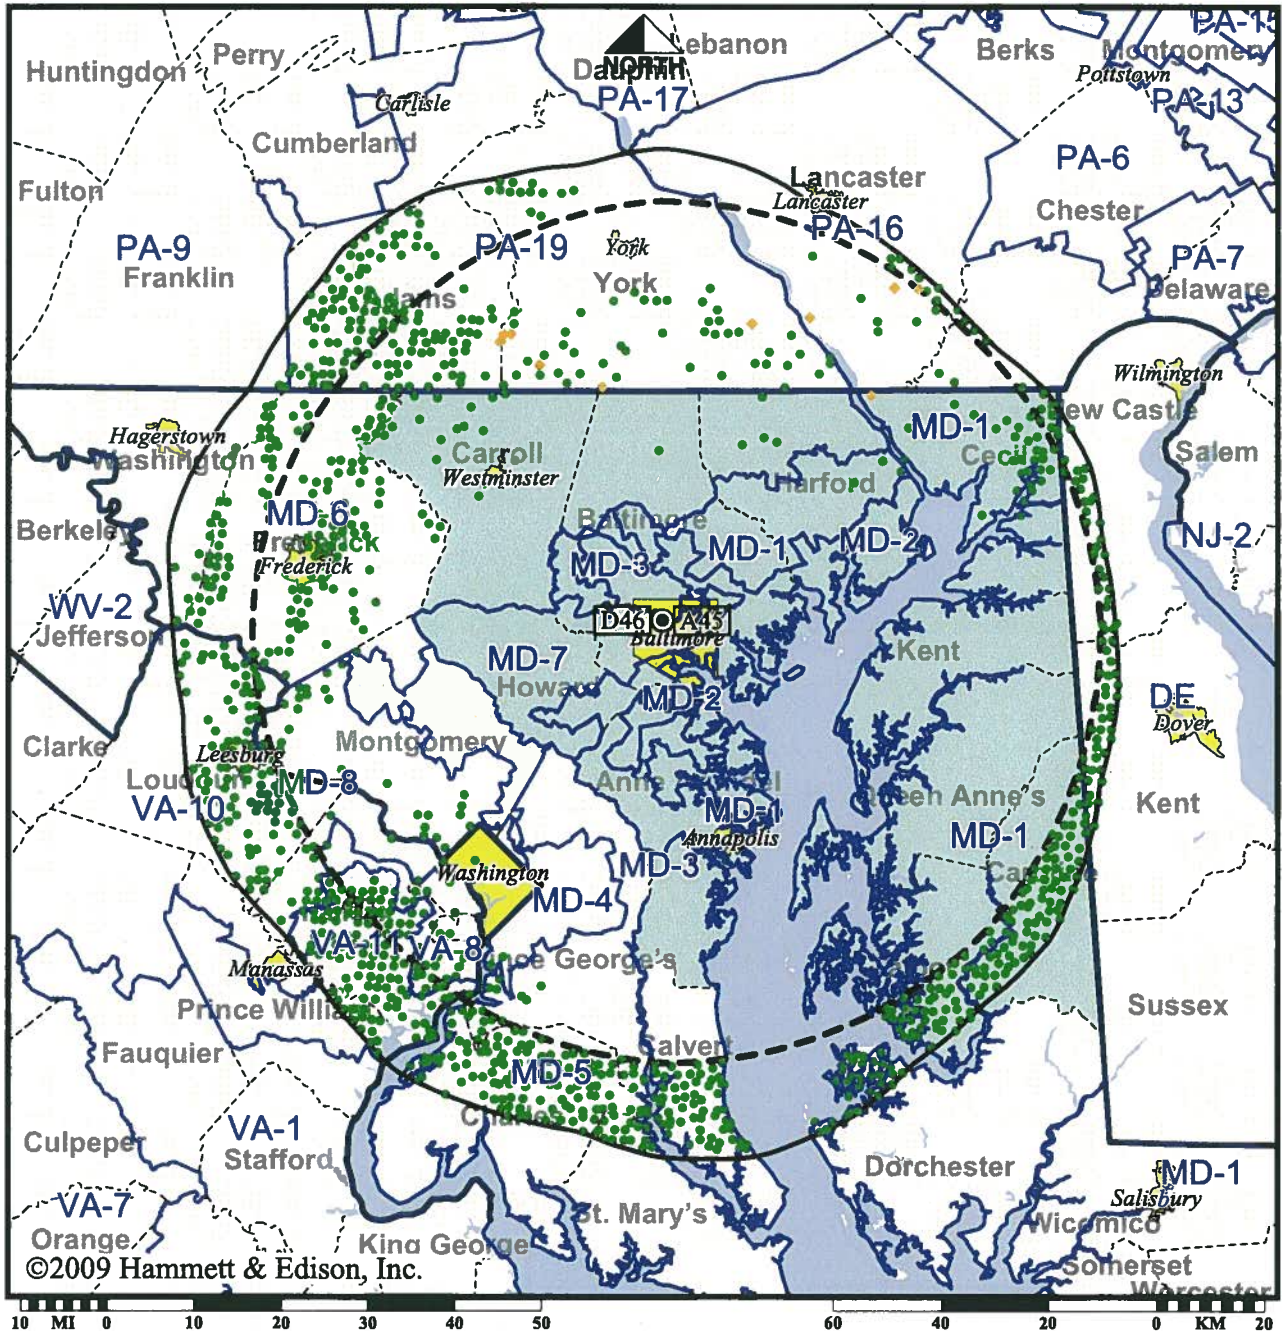 PA-15
Perry
Lebanon
Berks
Montgomery
Huntingdon
NORTH
Dauphin
Pottstown
PA-17
PA-13
Carlisle
Cumberland
PA-6
Fulton
Lancaster
Lancaster
Chester
PA-16
PA-9
PA-19
York
PA-7
Franklin
York
Delaware
Adams
Wilmington
New Castle
Hagerstown
MD-1
Washington
Carroll
Cecil
Salem
Westminster
Harford
MD-6
Baltimore
Berkeley
Frederick
MD-1
MD-2
NJ-2
Frederick
MD-3
WV-2
D46
A45
Jefferson
Baltimore
Kent
MD-7
Howard
MD-2
DE
Dover
Clarke
Montgomery
Leesburg
Loudoun
MD-8
Anne Arundel
Queen Anne's
Kent
VA-10
MD-1
Annapolis
MD-1
Washington
MD-3
Caroline
MD-4
VA-11
VA-8
Prince George's
Manassas
Prince William
Sussex
Fauquier
Calvert
MD-5
Charles
VA-1
Culpeper
Stafford
Dorchester
MD-1
Salisbury
VA-7
St. Mary's
Wicomico
Orange
King George
Somerset
©2009 Hammett & Edison, Inc.
Worcester
10 MI 0 10 20 30 40 50 60 40 20 0 KM 20